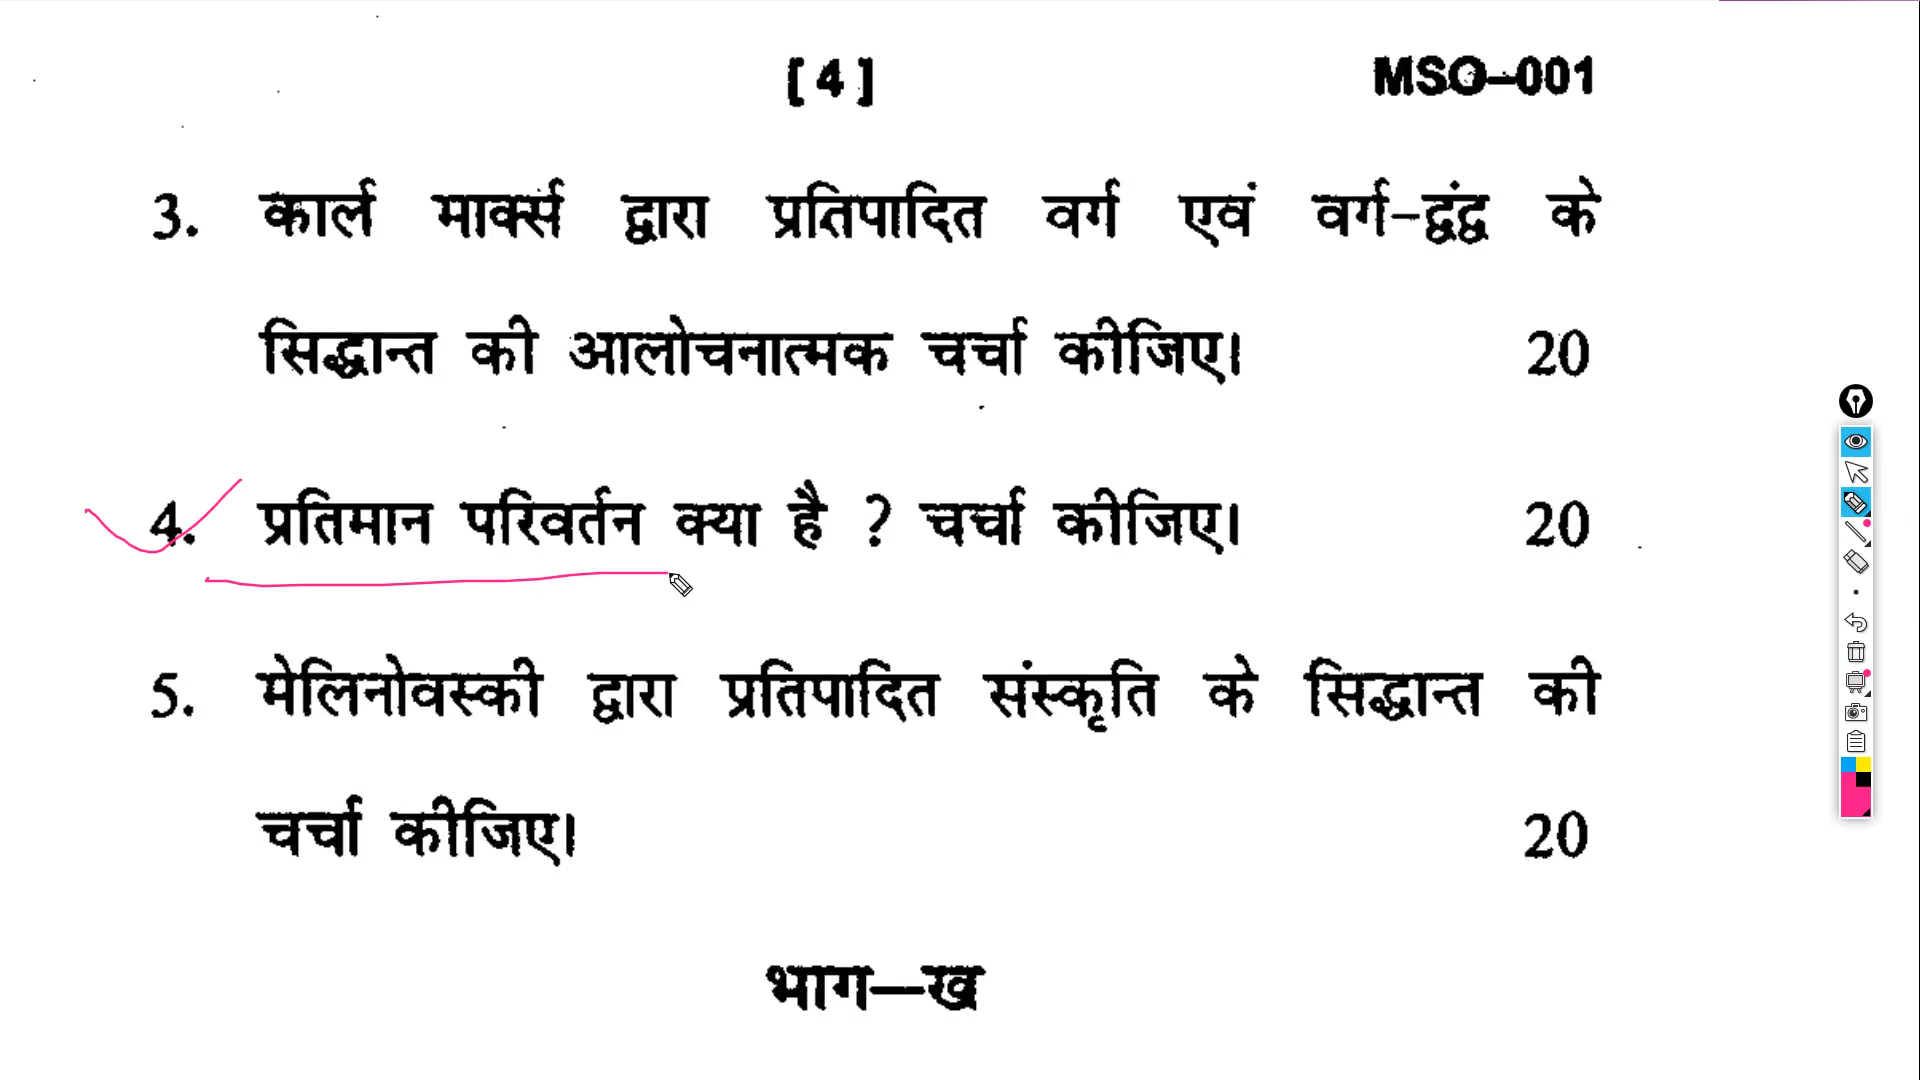 [ 4 ] MSO–001
3. कार्ल मार्क्स द्वारा प्रतिपादित वर्ग एवं वर्ग-द्वंद्व के
सिद्धान्त की आलोचनात्मक चर्चा कीजिए। 20
4. प्रतिमान परिवर्तन क्या है ? चर्चा कीजिए। 20
5. मेलिनोवस्की द्वारा प्रतिपादित संस्कृति के सिद्धान्त की
चर्चा कीजिए। 20
भाग—ख